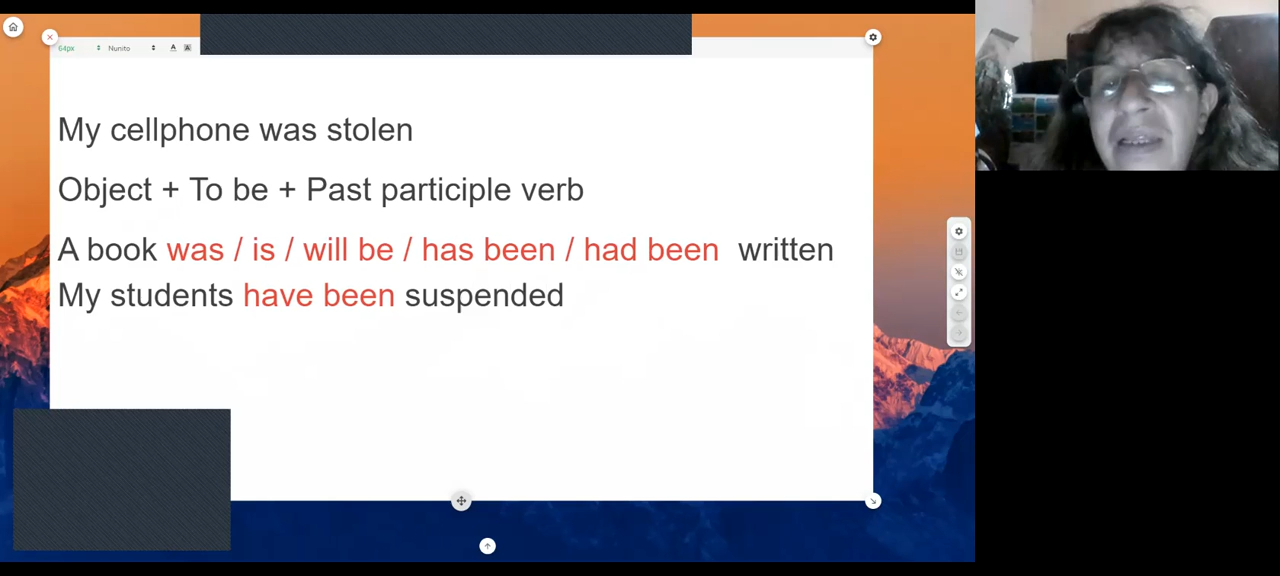 64px Nunito A A
My cellphone was stolen
Object + To be + Past participle verb
A book was / is / will be / has been / had been written
My students have been suspended